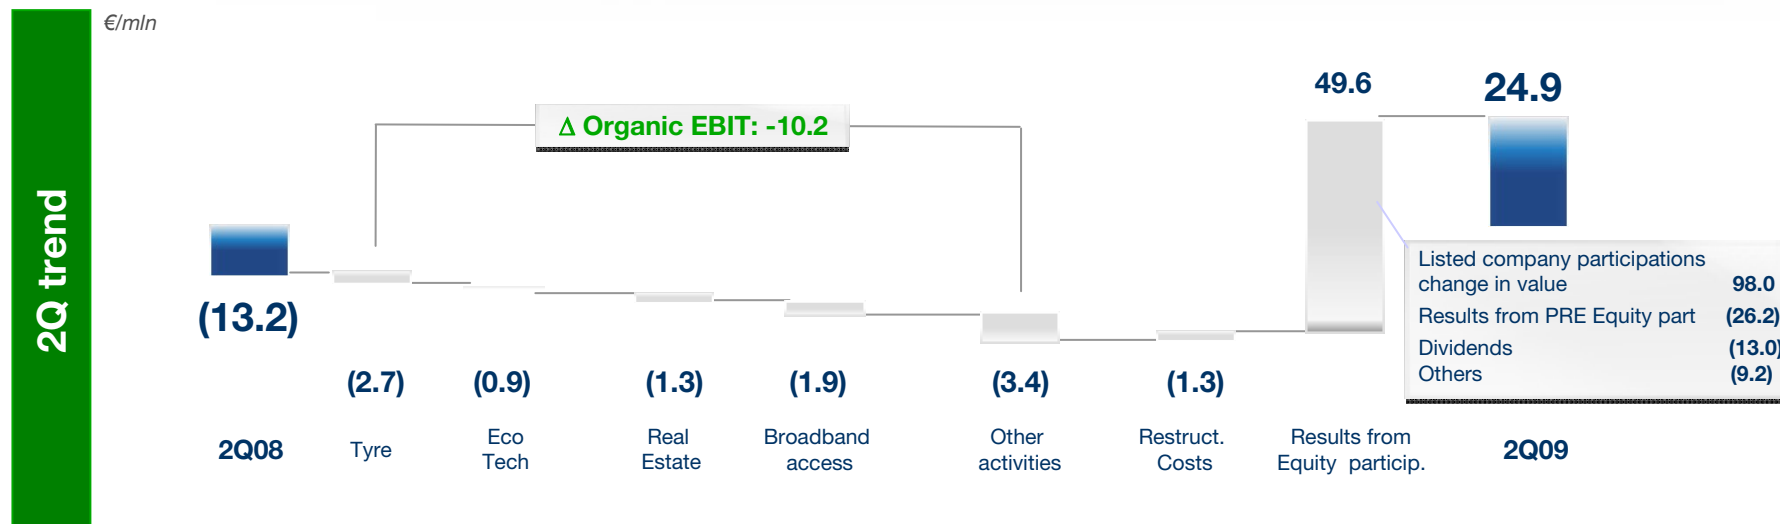 €/mln
2Q trend
49.6
24.9
Δ Organic EBIT: -10.2
(13.2)
Listed company participations
change in value 98.0
Results from PRE Equity part (26.2)
Dividends (13.0)
Others (9.2)
(2.7) (0.9) (1.3) (1.9) (3.4) (1.3)
2Q08
Tyre
Eco
Tech
Real
Estate
Broadband
access
Other
activities
Restruct.
Costs
Results from
Equity particip.
2Q09